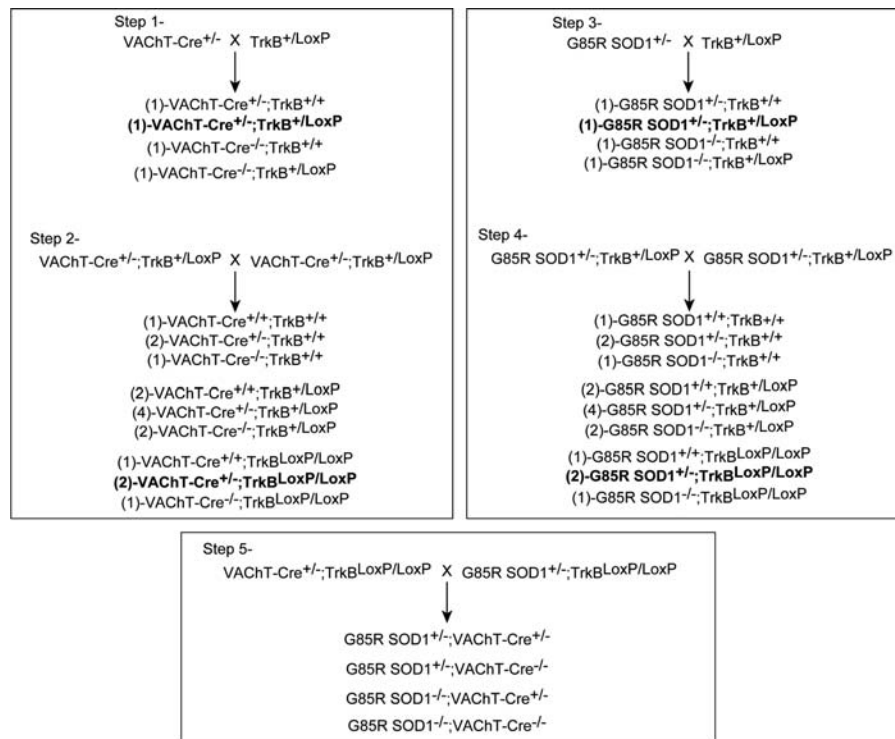 Step 1-
VAChT-Cre+/- X TrkB+/LoxP
(1)-VAChT-Cre+/-;TrkB+/+
(1)-VAChT-Cre+/-;TrkB+/LoxP
(1)-VAChT-Cre-/-;TrkB+/+
(1)-VAChT-Cre-/-;TrkB+/LoxP
Step 2-
VAChT-Cre+/-;TrkB+/LoxP X VAChT-Cre+/-;TrkB+/LoxP
(1)-VAChT-Cre+/+;TrkB+/+
(2)-VAChT-Cre+/-;TrkB+/+
(1)-VAChT-Cre-/-;TrkB+/+
(2)-VAChT-Cre+/+;TrkB+/LoxP
(4)-VAChT-Cre+/-;TrkB+/LoxP
(2)-VAChT-Cre-/-;TrkB+/LoxP
(1)-VAChT-Cre+/+;TrkBLoxP/LoxP
(2)-VAChT-Cre+/-;TrkBLoxP/LoxP
(1)-VAChT-Cre-/-;TrkBLoxP/LoxP
Step 3-
G85R SOD1+/- X TrkB+/LoxP
(1)-G85R SOD1+/-;TrkB+/+
(1)-G85R SOD1+/-;TrkB+/LoxP
(1)-G85R SOD1-/-;TrkB+/+
(1)-G85R SOD1-/-;TrkB+/LoxP
Step 4-
G85R SOD1+/-;TrkB+/LoxP X G85R SOD1+/-;TrkB+/LoxP
(1)-G85R SOD1+/+;TrkB+/+
(2)-G85R SOD1+/-;TrkB+/+
(1)-G85R SOD1-/-;TrkB+/+
(2)-G85R SOD1+/+;TrkB+/LoxP
(4)-G85R SOD1+/-;TrkB+/LoxP
(2)-G85R SOD1-/-;TrkB+/LoxP
(1)-G85R SOD1+/+;TrkBLoxP/LoxP
(2)-G85R SOD1+/-;TrkBLoxP/LoxP
(1)-G85R SOD1-/-;TrkBLoxP/LoxP
Step 5-
VAChT-Cre+/-;TrkBLoxP/LoxP X G85R SOD1+/-;TrkBLoxP/LoxP
G85R SOD1+/-;VAChT-Cre+/-
G85R SOD1+/-;VAChT-Cre-/-
G85R SOD1-/-;VAChT-Cre+/-
G85R SOD1-/-;VAChT-Cre-/-